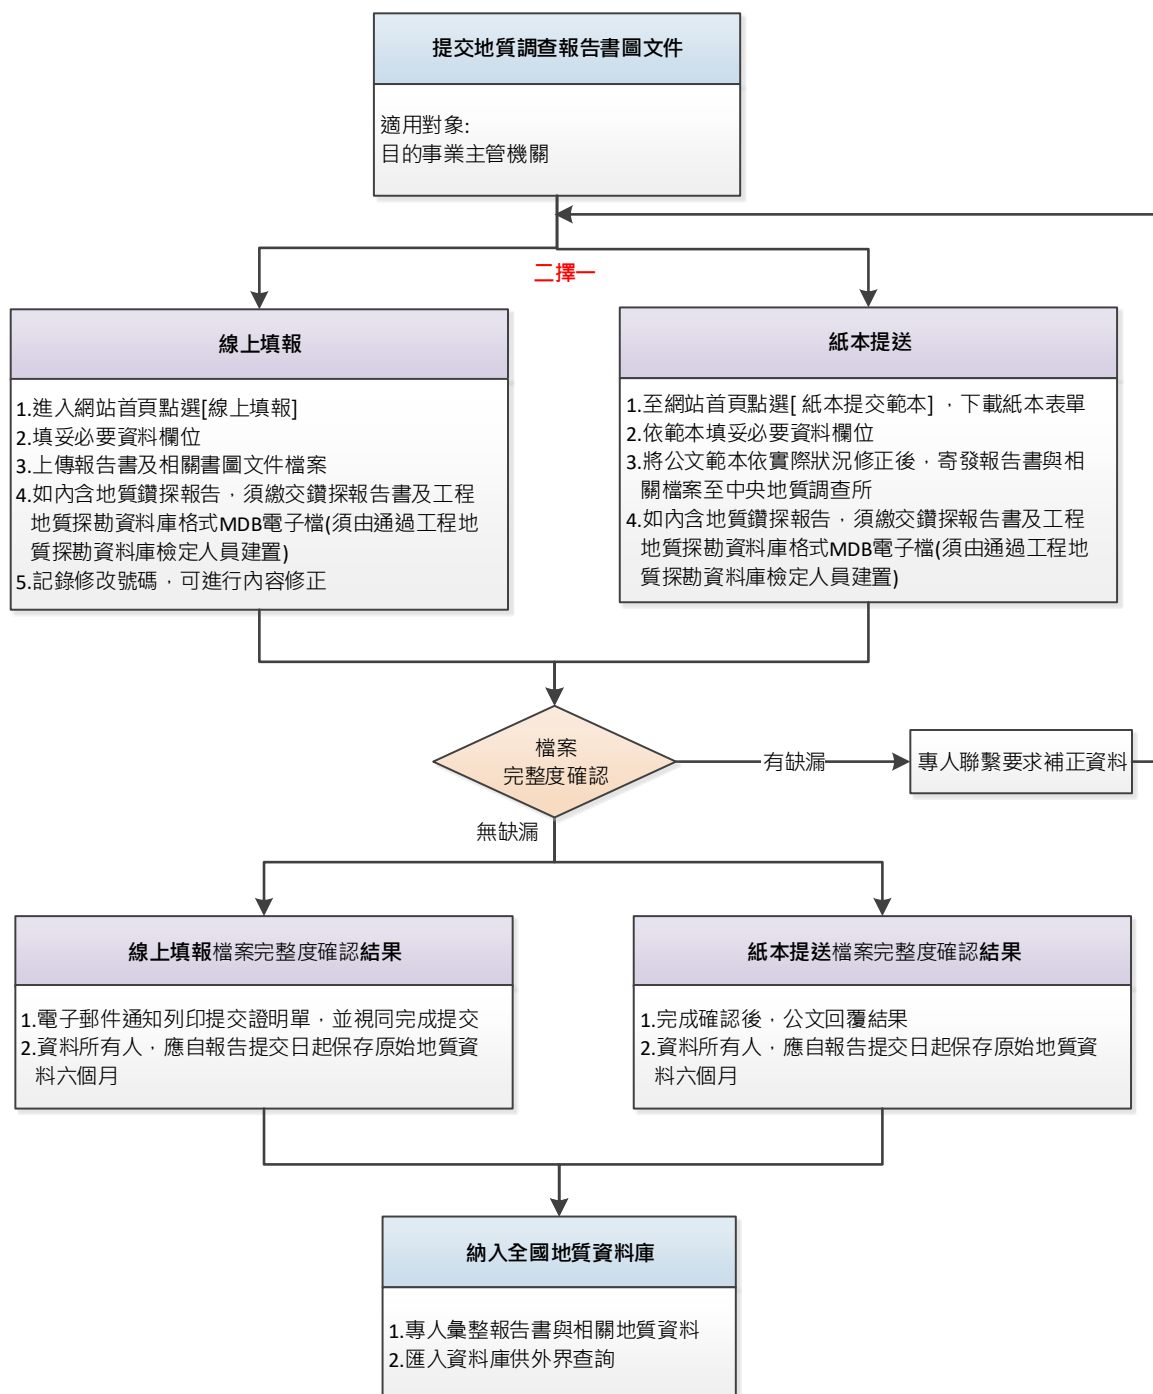 提交地質調查報告書圖文件
適用對象:
目的事業主管機關
二擇一
線上填報
1.進入網站首頁點選[線上填報]
2.填妥必要資料欄位
3.上傳報告書及相關書圖文件檔案
4.如內含地質鑽探報告，須繳交鑽探報告書及工程
地質探勘資料庫格式MDB電子檔(須由通過工程地
質探勘資料庫檢定人員建置)
5.記錄修改號碼，可進行內容修正
紙本提送
1.至網站首頁點選[ 紙本提交範本] ，下載紙本表單
2.依範本填妥必要資料欄位
3.將公文範本依實際狀況修正後，寄發報告書與相
關檔案至中央地質調查所
4.如內含地質鑽探報告，須繳交鑽探報告書及工程
地質探勘資料庫格式MDB電子檔(須由通過工程地
質探勘資料庫檢定人員建置)
檔案
完整度確認
有缺漏
專人聯繫要求補正資料
無缺漏
線上填報檔案完整度確認結果
1.電子郵件通知列印提交證明單，並視同完成提交
2.資料所有人，應自報告提交日起保存原始地質資
料六個月
紙本提送檔案完整度確認結果
1.完成確認後，公文回覆結果
2.資料所有人，應自報告提交日起保存原始地質資
料六個月
納入全國地質資料庫
1.專人彙整報告書與相關地質資料
2.匯入資料庫供外界查詢